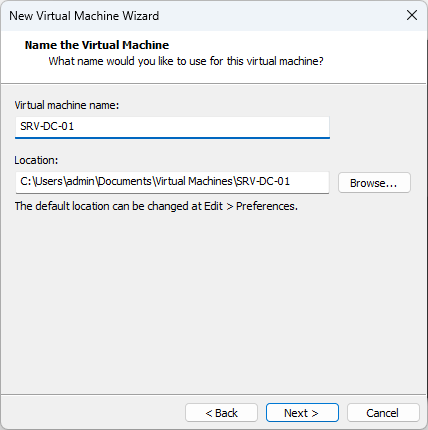 New Virtual Machine Wizard
Name the Virtual Machine
What name would you like to use for this virtual machine?
Virtual machine name:
SRV-DC-01
Location:
C:\Users\admin\Documents\Virtual Machines\SRV-DC-01
Browse...
The default location can be changed at Edit > Preferences.
< Back
Next >
Cancel